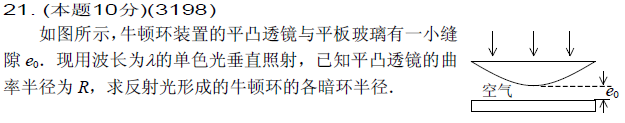 21. (本题10分)(3198)
如图所示,牛顿环装置的平凸透镜与平板玻璃有一小缝
隙 e0. 现用波长为λ的单色光垂直照射, 已知平凸透镜的曲
率半径为 R, 求反射光形成的牛顿环的各暗环半径.
空气
e0